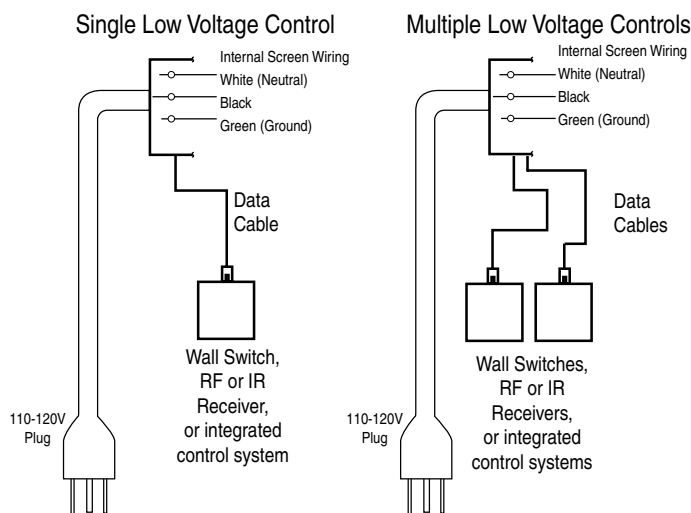 Single Low Voltage Control
Internal Screen Wiring
White (Neutral)
Black
Green (Ground)
Data
Cable
Wall Switch,
RF or IR
Receiver,
or integrated
control system
110-120V
Plug
Multiple Low Voltage Controls
Internal Screen Wiring
White (Neutral)
Black
Green (Ground)
Data
Cables
Wall Switches,
RF or IR
Receivers,
or integrated
control systems
110-120V
Plug